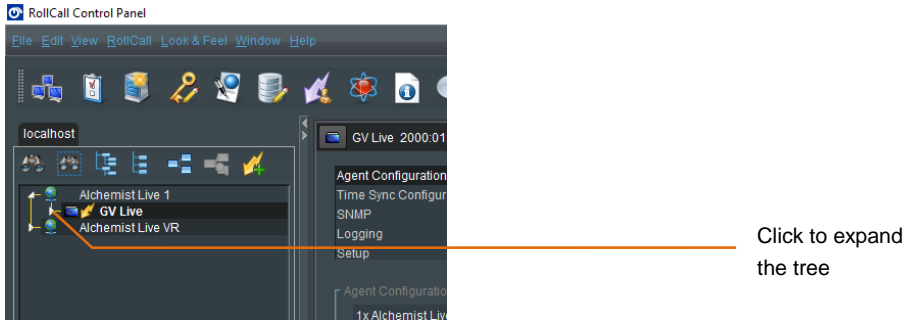 RollCall Control Panel
File Edit View RollCall Look & Feel Window Help
localhost
GV Live 2000:01
Agent Configuration
Time Sync Configur
SNMP
Logging
Setup
Agent Configuratio
1x Alchemist Liv
Alchemist Live 1
GV Live
Alchemist Live VR
Click to expand
the tree